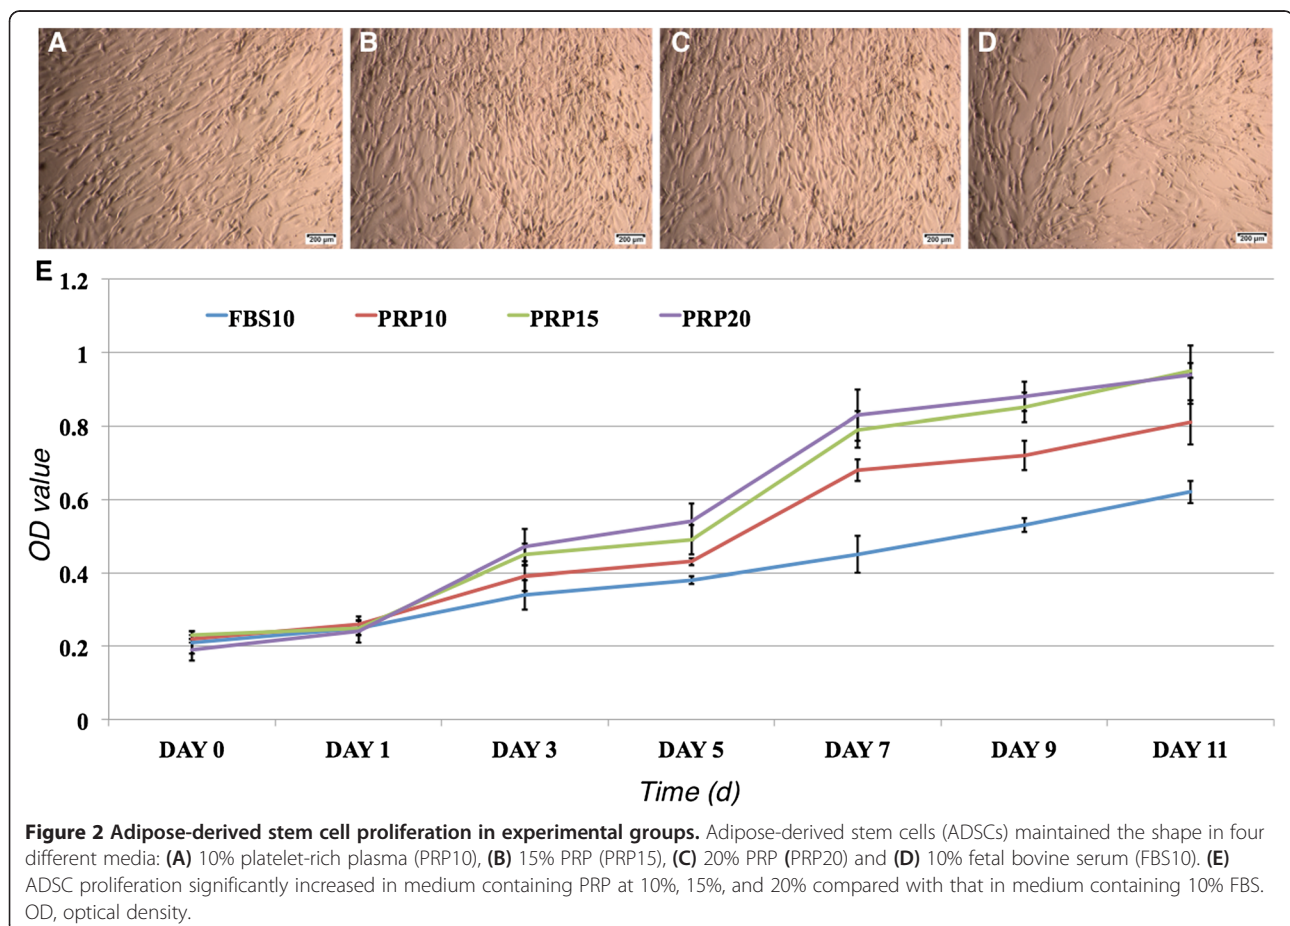 A B C D
200 µm 200 µm 200 µm 200 µm
E
1.2
1
0.8
0.6
0.4
0.2
0
OD value
FBS10 PRP10 PRP15 PRP20
DAY 0 DAY 1 DAY 3 DAY 5 DAY 7 DAY 9 DAY 11
Time (d)
Figure 2 Adipose-derived stem cell proliferation in experimental groups. Adipose-derived stem cells (ADSCs) maintained the shape in four
different media: (A) 10% platelet-rich plasma (PRP10), (B) 15% PRP (PRP15), (C) 20% PRP (PRP20) and (D) 10% fetal bovine serum (FBS10). (E)
ADSC proliferation significantly increased in medium containing PRP at 10%, 15%, and 20% compared with that in medium containing 10% FBS.
OD, optical density.